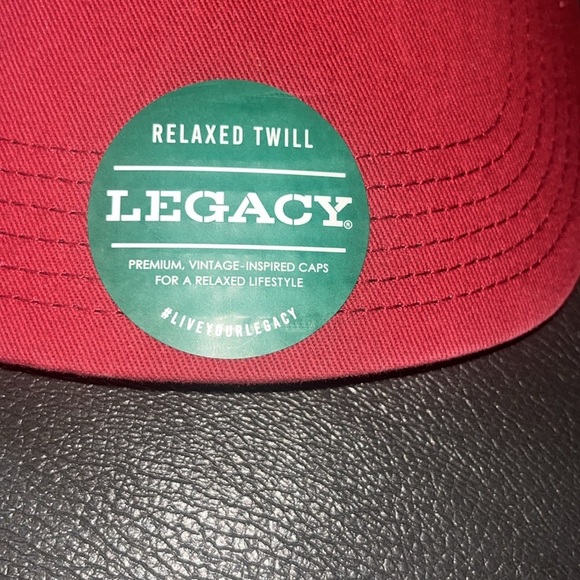 RELAXED TWILL
LEGACY®
PREMIUM, VINTAGE-INSPIRED CAPS
FOR A RELAXED LIFESTYLE
#LIVEYOURLEGACY